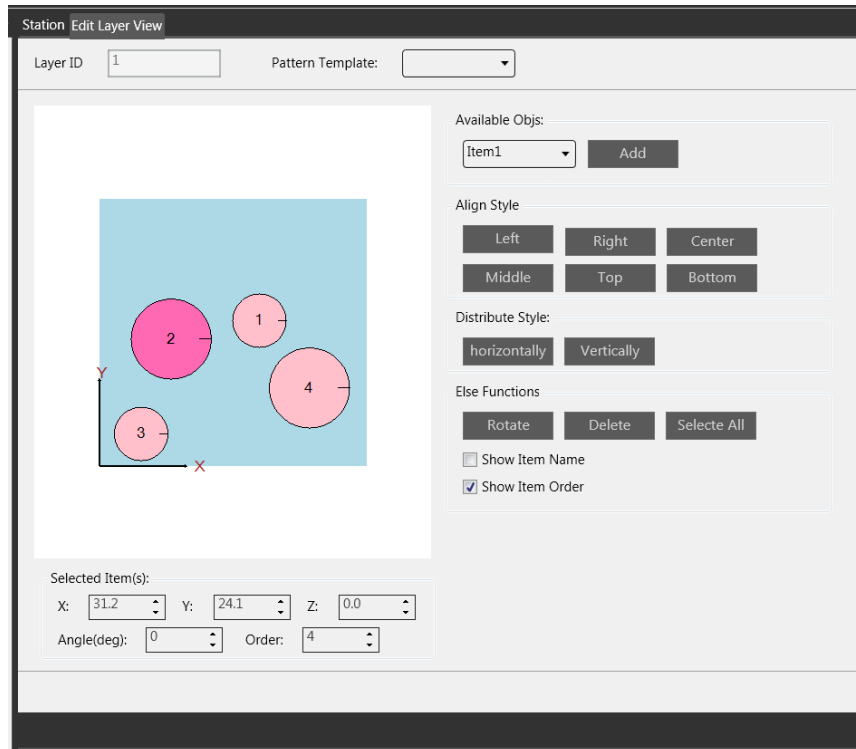 Station Edit Layer View
Layer ID 1 Pattern Template:
Available Objs:
Item1 Add
Align Style
Left Right Center
Middle Top Bottom
Distribute Style:
horizontally Vertically
Else Functions
Rotate Delete Selecte All
Show Item Name
Show Item Order
1
2
4
3
Y
X
Selected Item(s):
X: 31.2 Y: 24.1 Z: 0.0
Angle(deg): 0 Order: 4